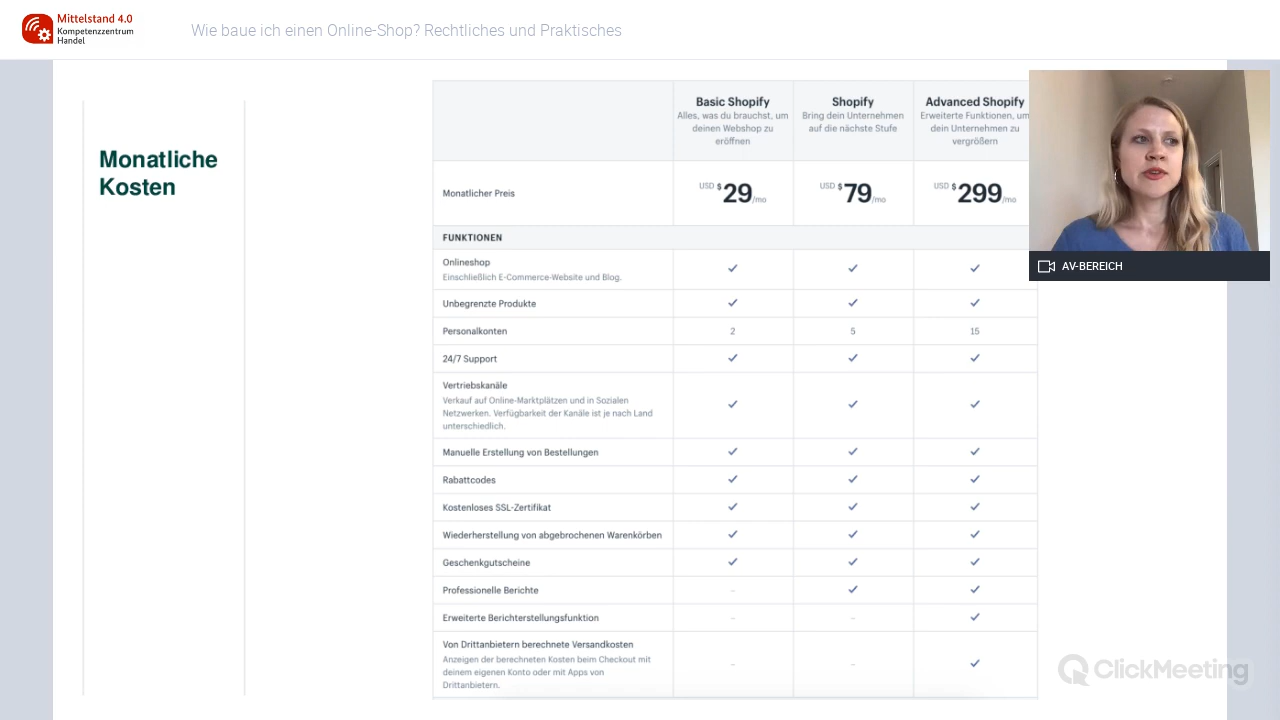 Mittelstand 4.0
Kompetenzzentrum
Handel
Wie baue ich einen Online-Shop? Rechtliches und Praktisches
Monatliche
Kosten
Basic Shopify
Alles, was du brauchst, um
deinen Webshop zu
eröffnen
Shopify
Bring dein Unternehmen
auf die nächste Stufe
Advanced Shopify
Erweiterte Funktionen, um
dein Unternehmen zu
vergrößern
Monatlicher Preis
USD $29/mo
USD $79/mo
USD $299/mo
FUNKTIONEN
Onlineshop
Einschließlich E-Commerce-Website und Blog.
Unbegrenzte Produkte
Personalkonten 2 5 15
24/7 Support
Vertriebskanäle
Verkauf auf Online-Marktplätzen und in Sozialen
Netzwerken. Verfügbarkeit der Kanäle ist je nach Land
unterschiedlich.
Manuelle Erstellung von Bestellungen
Rabattcodes
Kostenloses SSL-Zertifikat
Wiederherstellung von abgebrochenen Warenkörben
Geschenkgutscheine
Professionelle Berichte
Erweiterte Berichterstellungsfunktion
Von Drittanbietern berechnete Versandkosten
Anzeigen der berechneten Kosten beim Checkout mit
deinem eigenen Konto oder mit Apps von
Drittanbietern.
AV-BEREICH
ClickMeeting